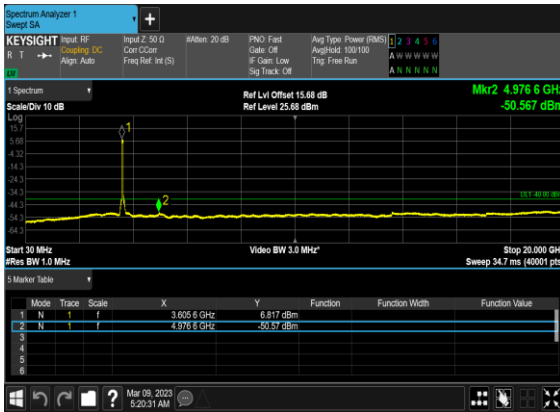 Spectrum Analyzer 1
Swept SA
KEYSIGHT
R T
Input: RF
Coupling: DC
Align: Auto
Input Z: 50 Ω
Corr CCorr
Freq Ref: Int (S)
#Atten: 20 dB
PNO: Fast
Gate: Off
IF Gain: Low
Sig Track: Off
Avg Type: Power (RMS)
Avg|Hold: 100/100
Trig: Free Run
1 2 3 4 5 6
A W W W W W
A N N N N N
1 Spectrum
Scale/Div 10 dB
Ref Lvl Offset 15.68 dB
Ref Level 25.68 dBm
Mkr2 4.976 6 GHz
-50.567 dBm
Log
15.7
5.68
-4.32
-14.3
-24.3
-34.3
-44.3
-54.3
-64.3
1
2
DL1 -40.00 dBm
Start 30 MHz
#Res BW 1.0 MHz
Video BW 3.0 MHz*
Stop 20.000 GHz
Sweep 34.7 ms (40001 pts)
5 Marker Table
Mode Trace Scale X Y Function Function Width Function Value
1 N 1 f 3.605 6 GHz 6.817 dBm
2 N 1 f 4.976 6 GHz -50.57 dBm
3
4
5
6
Mar 09, 2023
5:20:31 AM